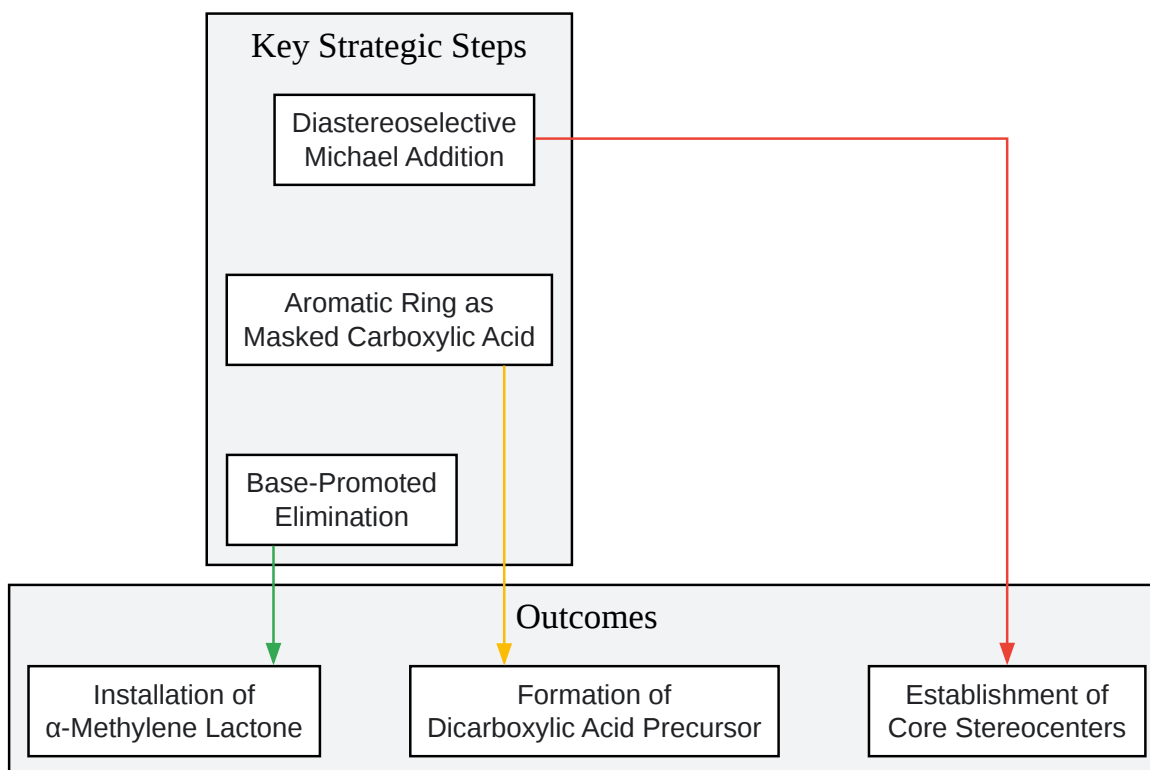 Key Strategic Steps
Diastereoselective
Michael Addition
Aromatic Ring as
Masked Carboxylic Acid
Base-Promoted
Elimination
Outcomes
Installation of
α-Methylene Lactone
Formation of
Dicarboxylic Acid Precursor
Establishment of
Core Stereocenters